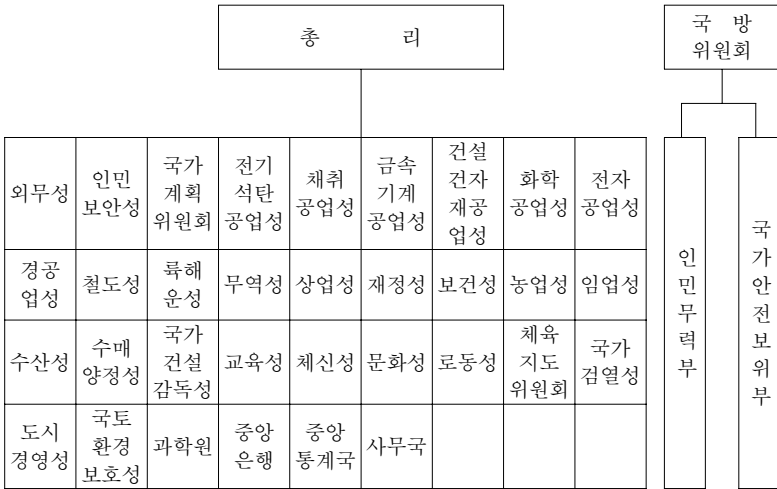 총 리
국 방
위원회
외무성
인민
보안성
국가
계획
위원회
전기
석탄
공업성
채취
공업성
금속
기계
공업성
건설
건자
재공
업성
화학
공업성
전자
공업성
경공
업성
철도성
륙해
운성
무역성
상업성
재정성
보건성
농업성
임업성
수산성
수매
양정성
국가
건설
감독성
교육성
체신성
문화성
로동성
체육
지도
위원회
국가
검열성
도시
경영성
국토
환경
보호성
과학원
중앙
은행
중앙
통계국
사무국
인민무력부
국가안전보위부